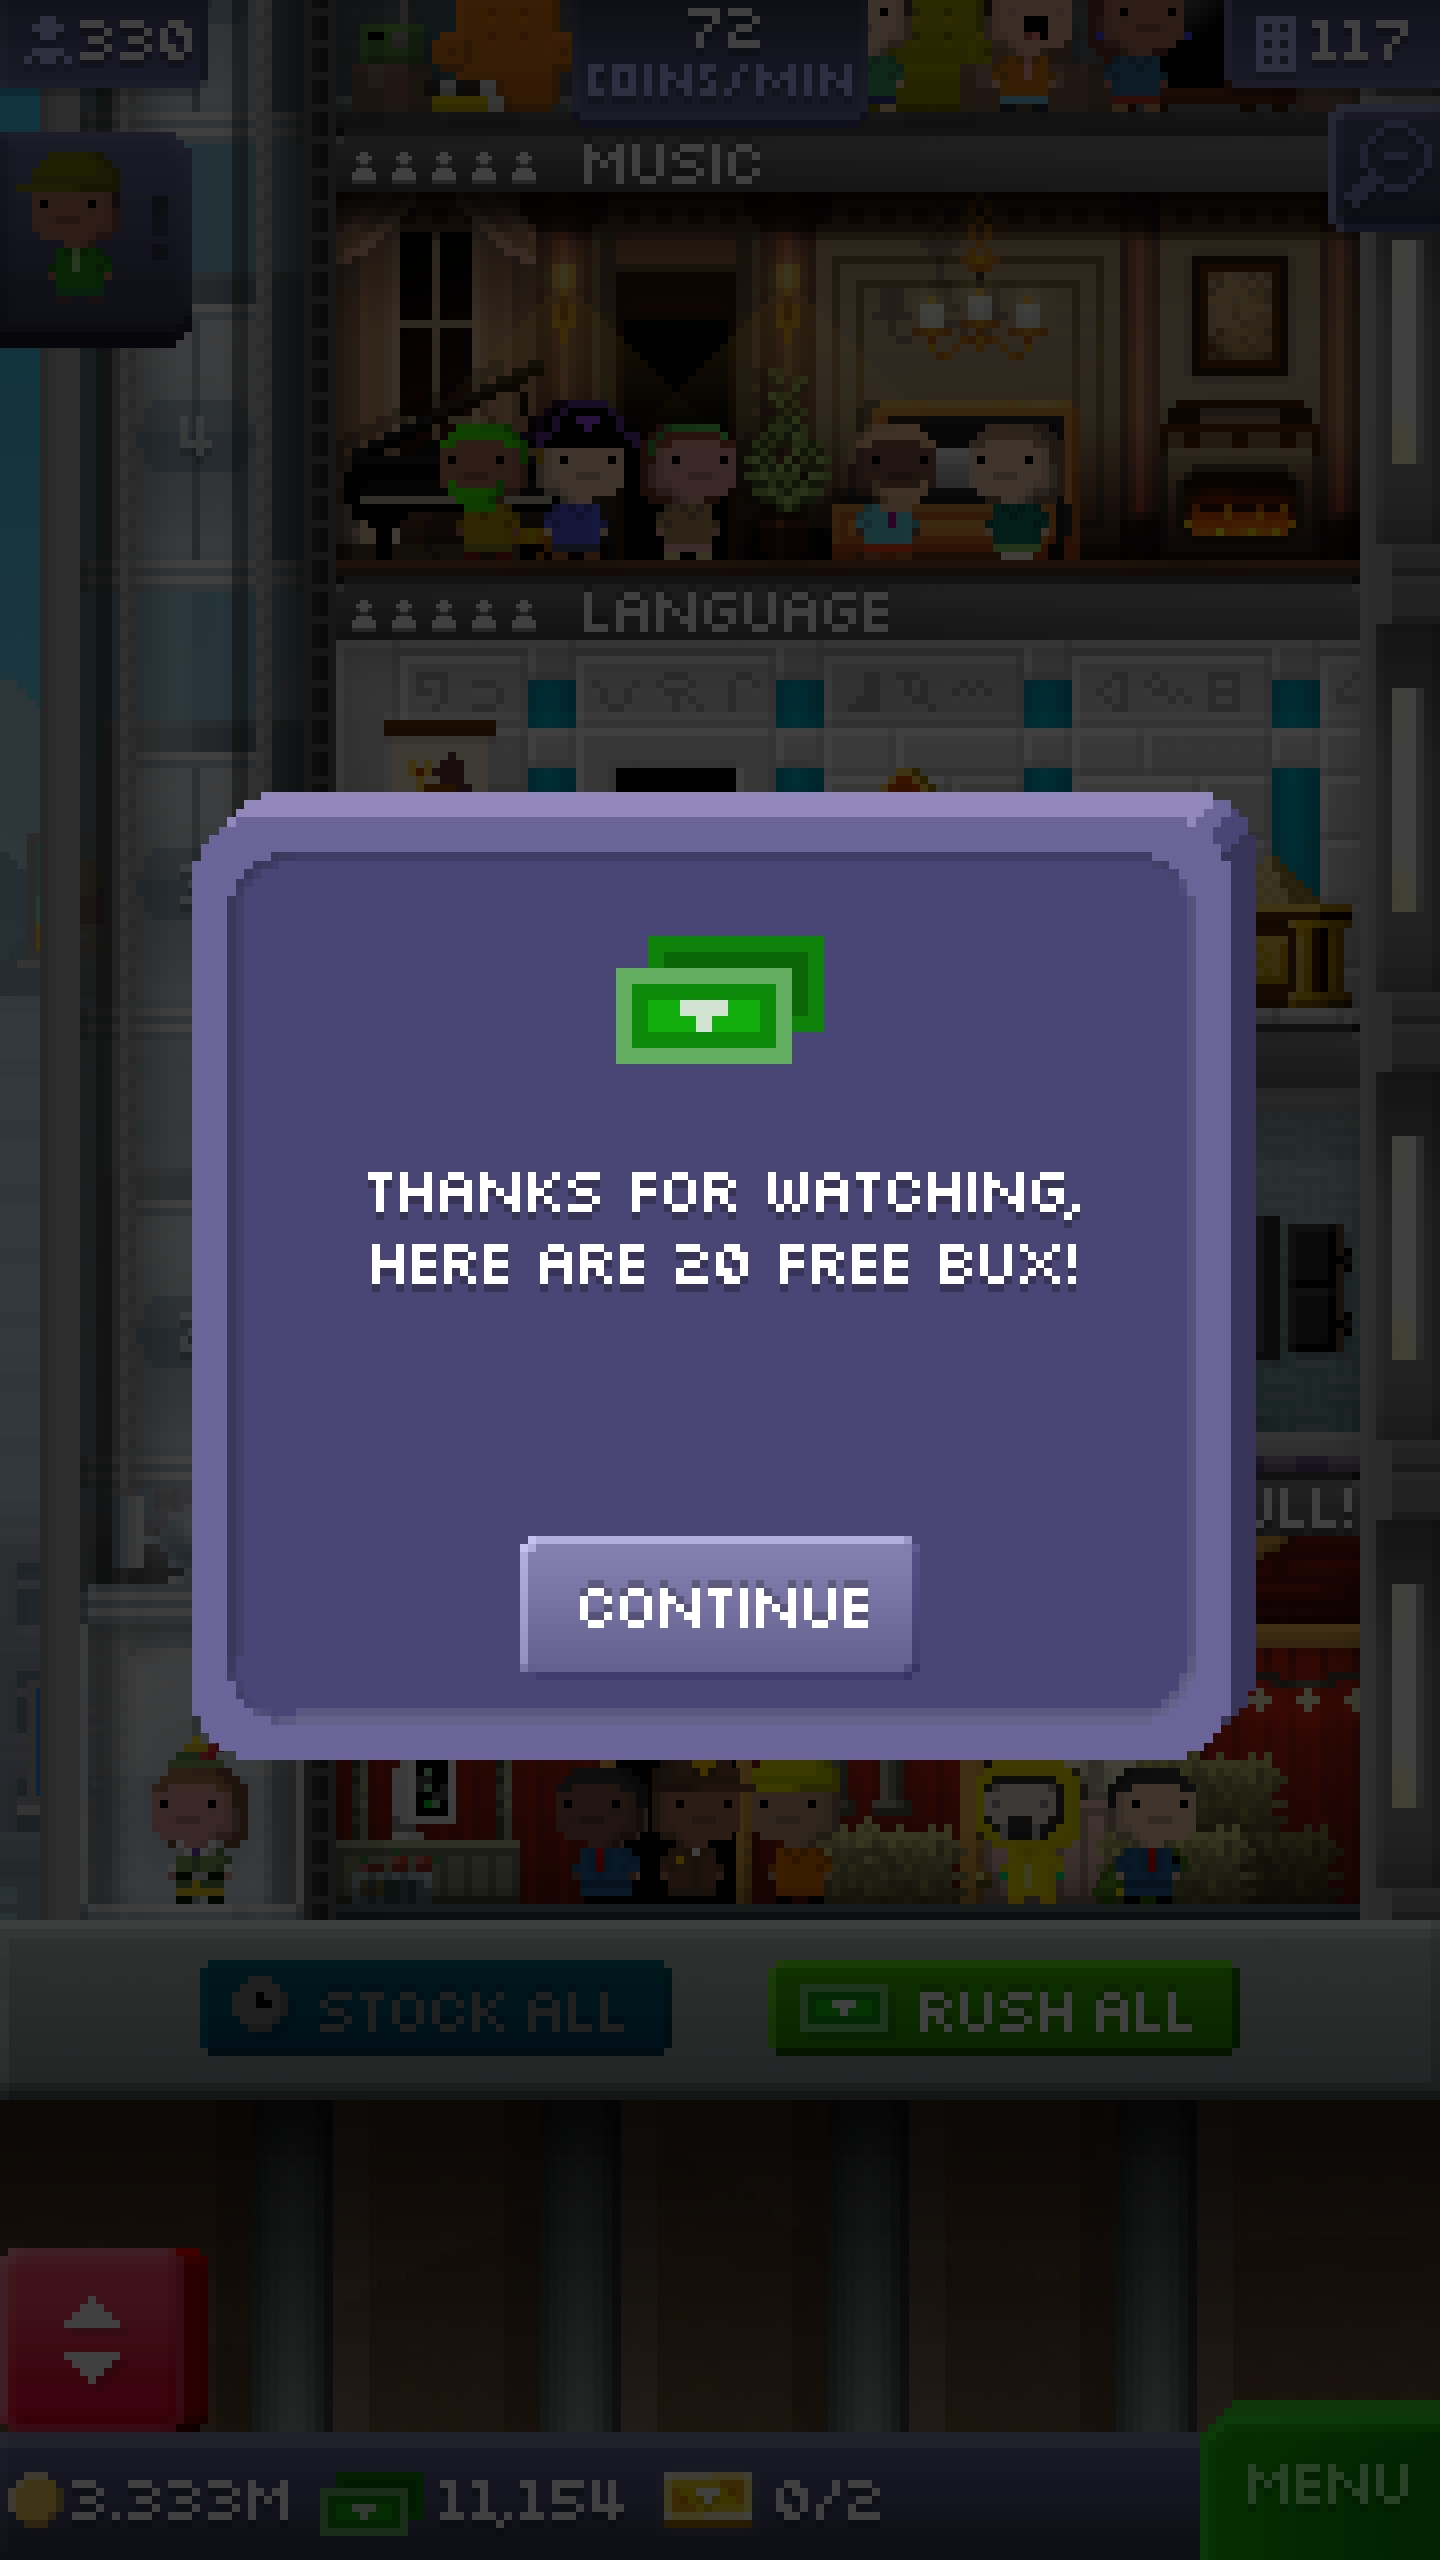 330
72
COINS/MIN
117
MUSIC
4
LANGUAGE
THANKS FOR WATCHING,
HERE ARE 20 FREE BUX!
CONTINUE
STOCK ALL
RUSH ALL
3.333M
11,154
0/2
MENU